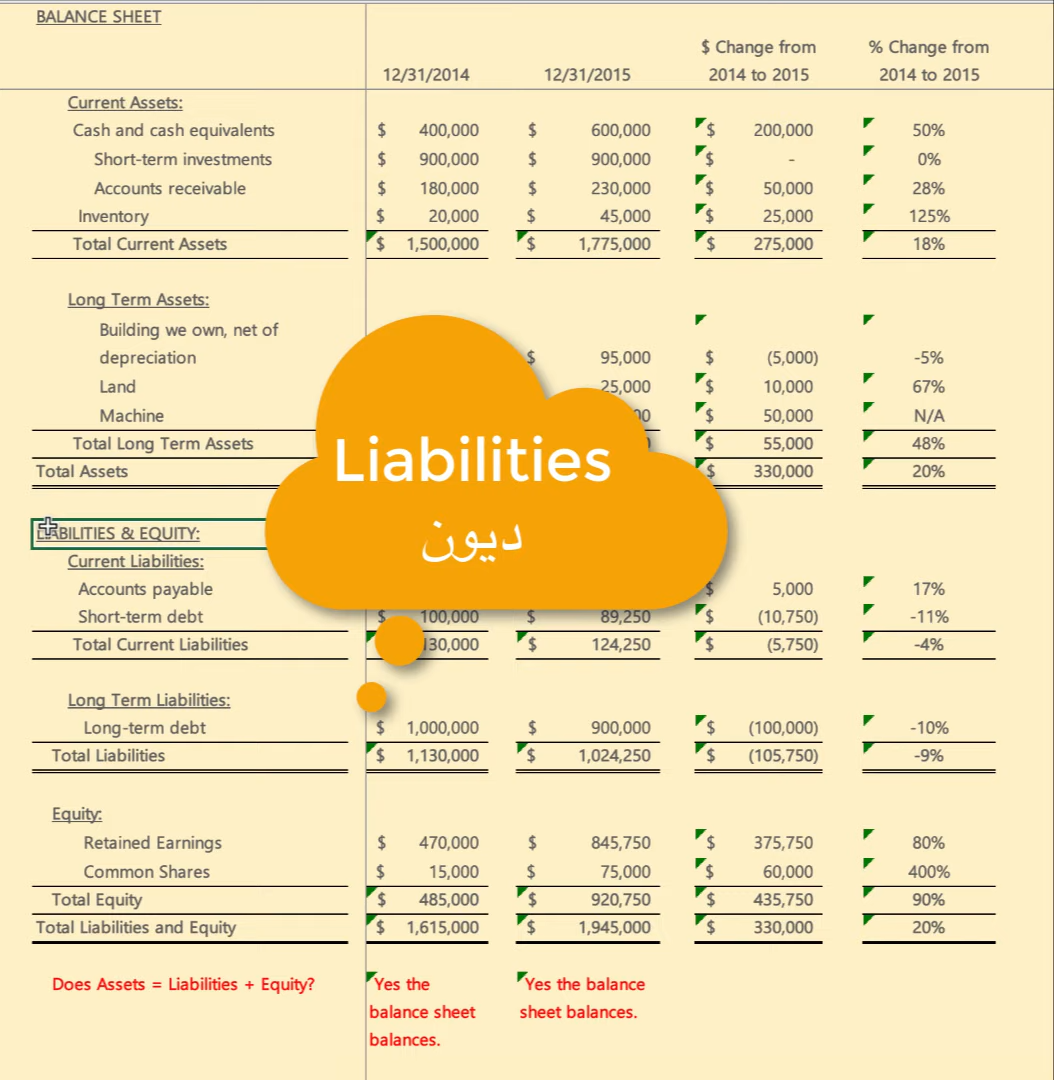 BALANCE SHEET
$ Change from % Change from
12/31/2014 12/31/2015 2014 to 2015 2014 to 2015
Current Assets:
Cash and cash equivalents $ 400,000 $ 600,000 $ 200,000 50%
Short-term investments $ 900,000 $ 900,000 $ - 0%
Accounts receivable $ 180,000 $ 230,000 $ 50,000 28%
Inventory $ 20,000 $ 45,000 $ 25,000 125%
Total Current Assets $ 1,500,000 $ 1,775,000 $ 275,000 18%
Long Term Assets:
Building we own, net of
depreciation $ 95,000 $ (5,000) -5%
Land 25,000 $ 10,000 67%
Machine $ 50,000 N/A
Total Long Term Assets $ 55,000 48%
Total Assets $ 330,000 20%
Liabilities
ديون
LIABILITIES & EQUITY:
Current Liabilities:
Accounts payable $ 5,000 17%
Short-term debt $ 100,000 $ 89,250 $ (10,750) -11%
Total Current Liabilities 130,000 $ 124,250 $ (5,750) -4%
Long Term Liabilities:
Long-term debt $ 1,000,000 $ 900,000 $ (100,000) -10%
Total Liabilities $ 1,130,000 $ 1,024,250 $ (105,750) -9%
Equity:
Retained Earnings $ 470,000 $ 845,750 $ 375,750 80%
Common Shares $ 15,000 $ 75,000 $ 60,000 400%
Total Equity $ 485,000 $ 920,750 $ 435,750 90%
Total Liabilities and Equity $ 1,615,000 $ 1,945,000 $ 330,000 20%
Does Assets = Liabilities + Equity? Yes the Yes the balance
balance sheet sheet balances.
balances.